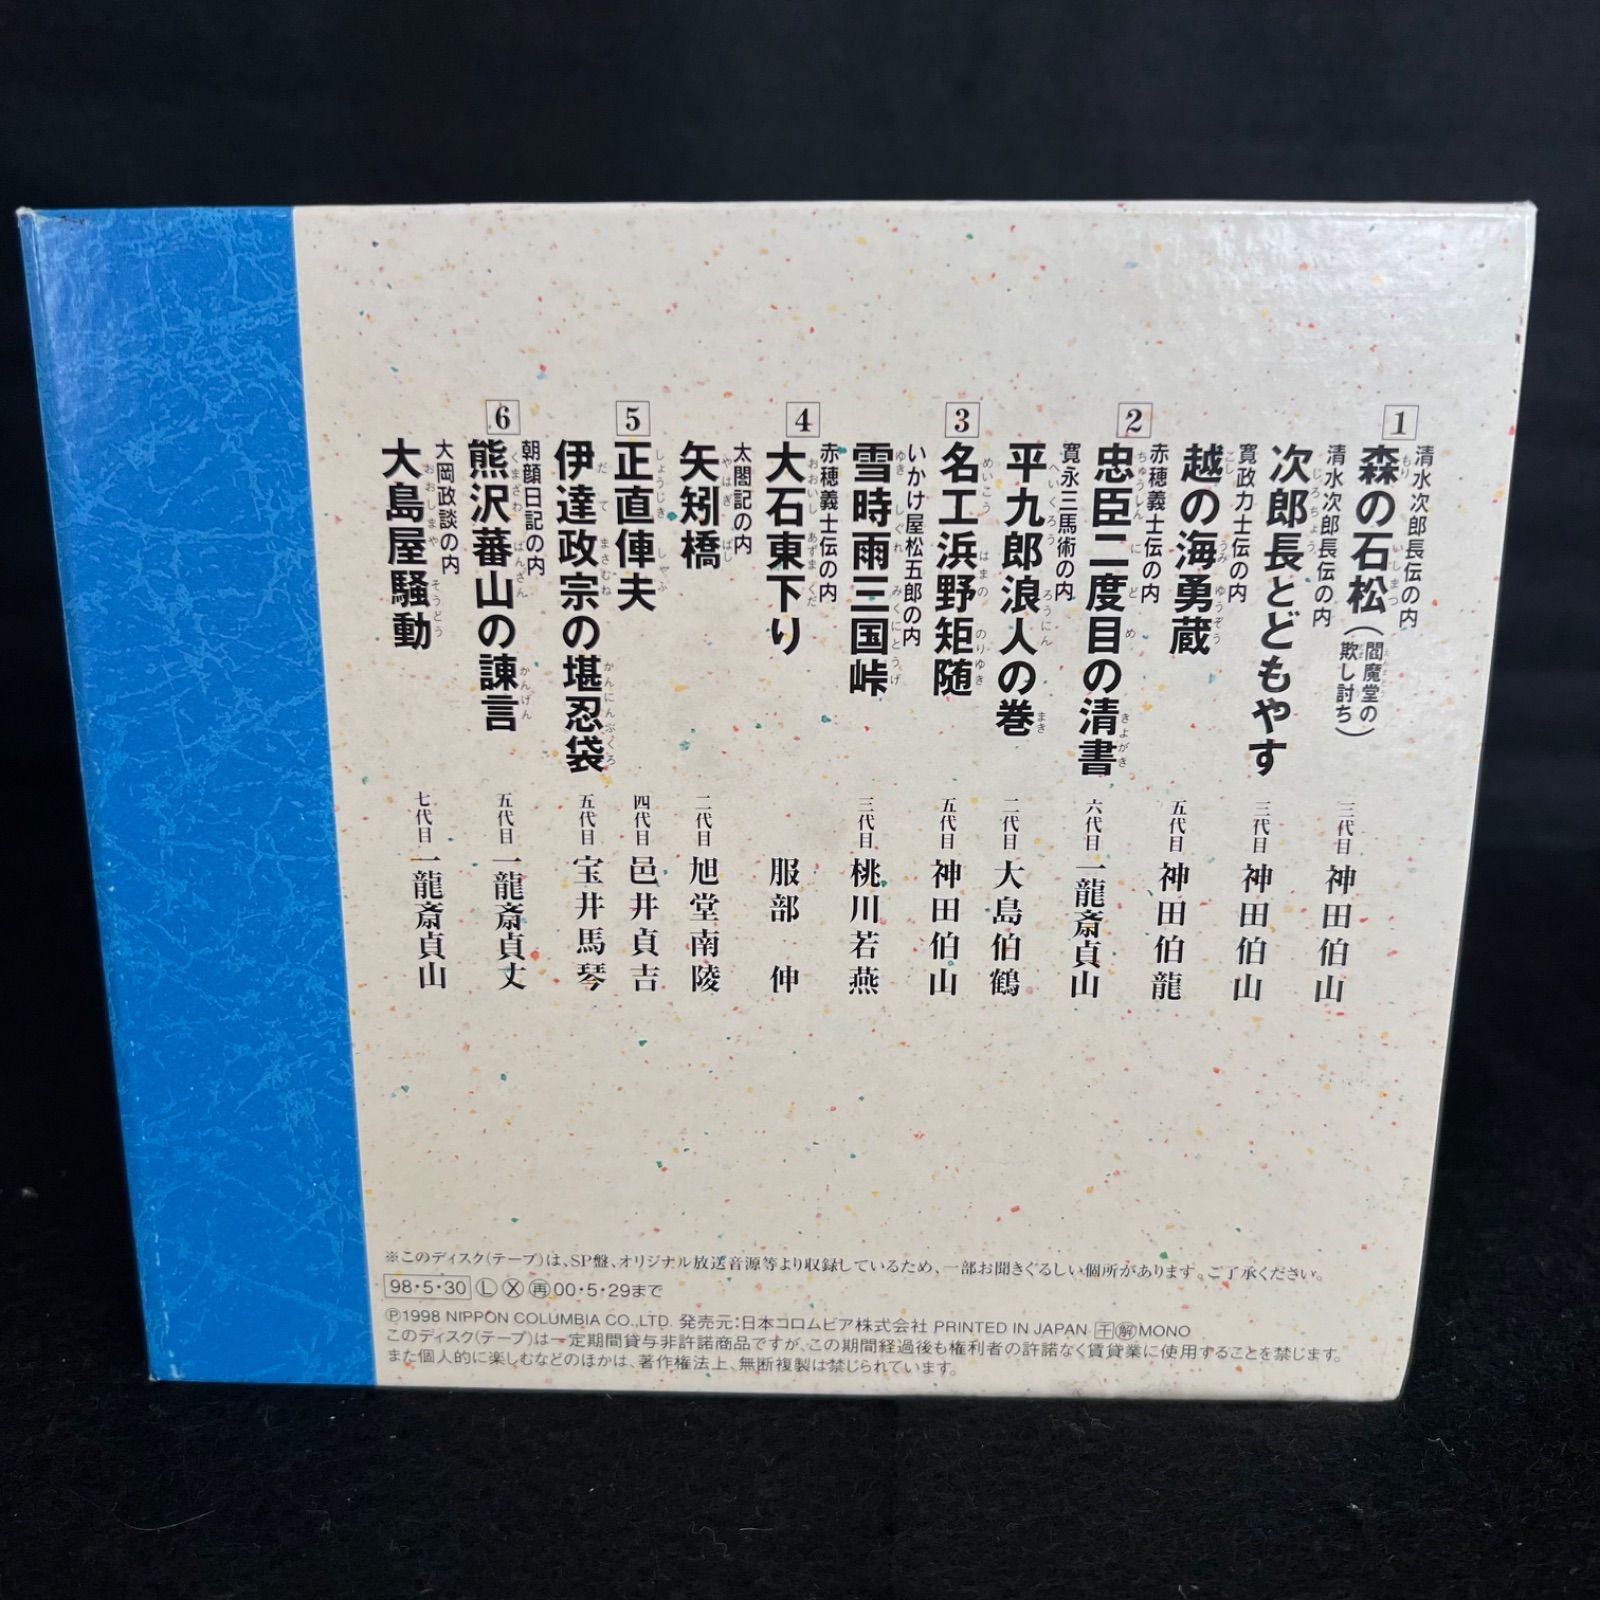 1
清水次郎長伝の内
森の石松（閻魔堂の欺し討ち）
三代目 神田伯山
清水次郎長伝の内
次郎長とどもやす
三代目 神田伯山
寛政力士伝の内
越の海勇蔵
五代目 神田伯龍
2
赤穂義士伝の内
忠臣二度目の清書
六代目 一龍斎貞山
寛永三馬術の内
平九郎浪人の巻
二代目 大島伯鶴
3
名工浜野矩随
五代目 神田伯山
いかけ屋松五郎の内
雪時雨三国峠
三代目 桃川若燕
4
赤穂義士伝の内
大石東下り
服部 伸
太閤記の内
矢矧橋
二代目 旭堂南陵
5
正直俥夫
四代目 邑井貞吉
伊達政宗の堪忍袋
五代目 宝井馬琴
6
朝顔日記の内
熊沢蕃山の諫言
五代目 一龍斎貞丈
大岡政談の内
大島屋騒動
七代目 一龍斎貞山
※このディスク(テープ)は、SP盤、オリジナル放送音源等より収録しているため、一部お聞きぐるしい個所があります。ご了承ください。
98・5・30 Ⓛ Ⓧ ㊢00・5・29まで
Ⓟ1998 NIPPON COLUMBIA CO.,LTD. 発売元:日本コロムビア株式会社 PRINTED IN JAPAN MONO
このディスク(テープ)は一定期間貸与非許諾商品ですが、この期間経過後も権利者の許諾なく賃貸業に使用することを禁じます。
また個人的に楽しむなどのほかは、著作権法上、無断複製は禁じられています。